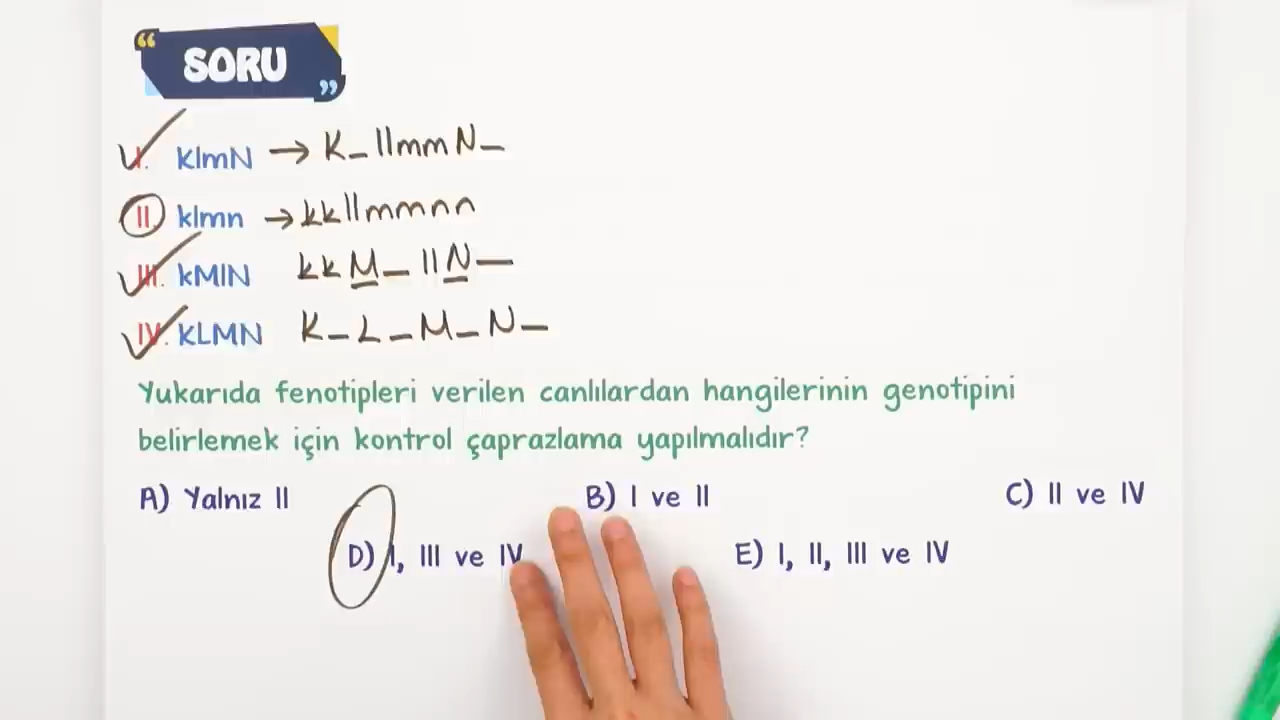 “ SORU ”
I. KlmN → K_llmmN_
II. klmn → kkllmmnn
III. kMlN kkM_llN_
IV. KLMN K_L_M_N_
Yukarıda fenotipleri verilen canlılardan hangilerinin genotipini
belirlemek için kontrol çaprazlama yapılmalıdır?
A) Yalnız II B) I ve II C) II ve IV
D) I, III ve IV E) I, II, III ve IV